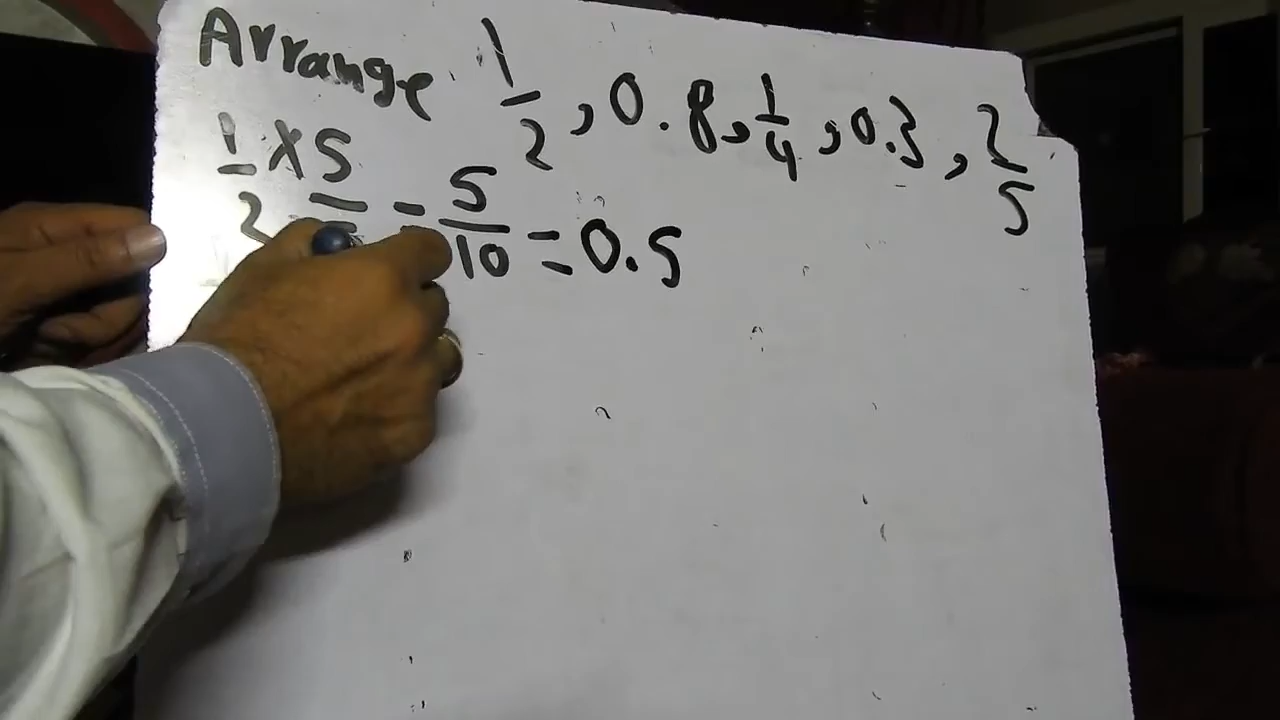 Arrange 1/2, 0.8, 1/4, 0.3, 2/5
1/2 × 5 = 5/10 = 0.5